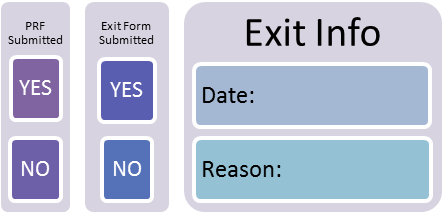 PRF
Submitted
YES
NO
Exit Form
Submitted
YES
NO
Exit Info
Date:
Reason: